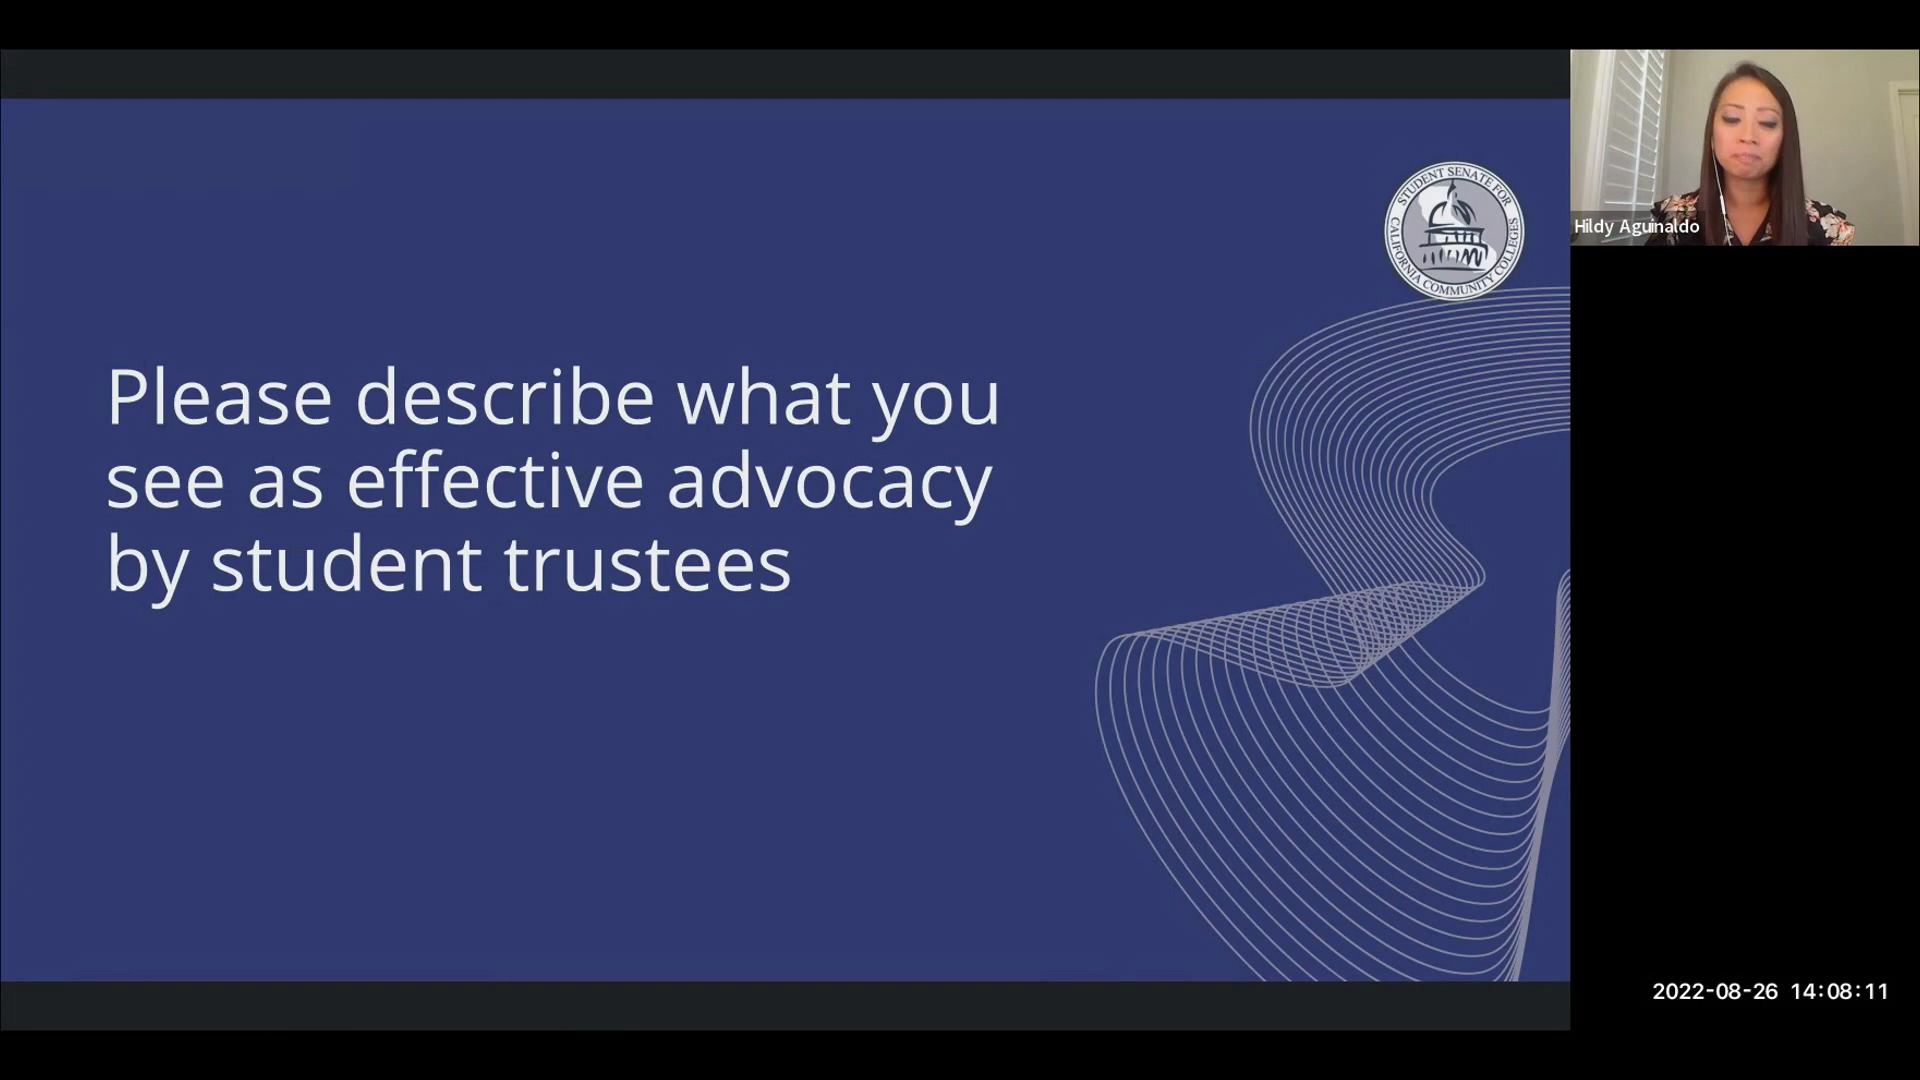 STUDENT SENATE FOR
CALIFORNIA COMMUNITY COLLEGES
Please describe what you
see as effective advocacy
by student trustees
Hildy Aguinaldo
2022-08-26 14:08:11